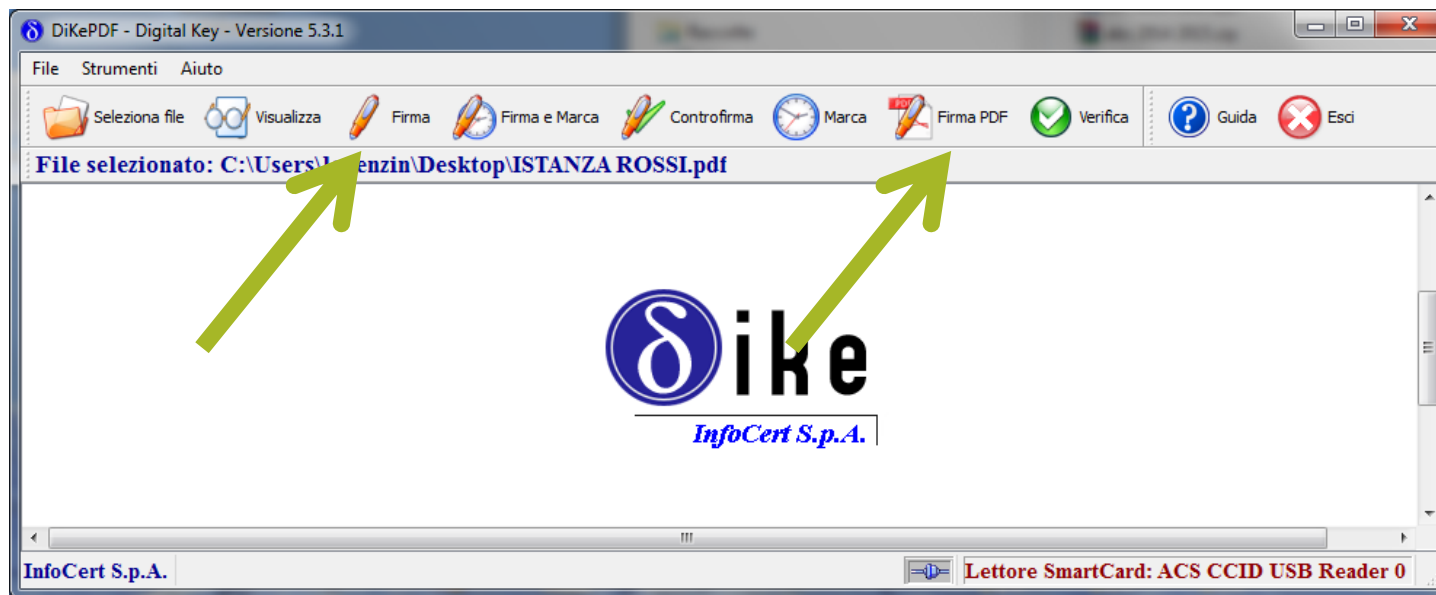 DiKePDF - Digital Key - Versione 5.3.1
File Strumenti Aiuto
Seleziona file Visualizza Firma Firma e Marca Controfirma Marca Firma PDF Verifica Guida Esci
File selezionato: C:\Users\ \Desktop\ISTANZA ROSSI.pdf
δike
InfoCert S.p.A.
InfoCert S.p.A. Lettore SmartCard: ACS CCID USB Reader 0